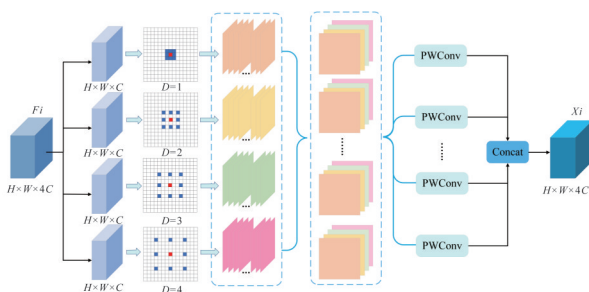 Fi
H×W×4C
H×W×C
D=1
H×W×C
D=2
H×W×C
D=3
H×W×C
D=4
...
...
...
...
......
PWConv
PWConv
......
PWConv
PWConv
Concat
Xi
H×W×4C